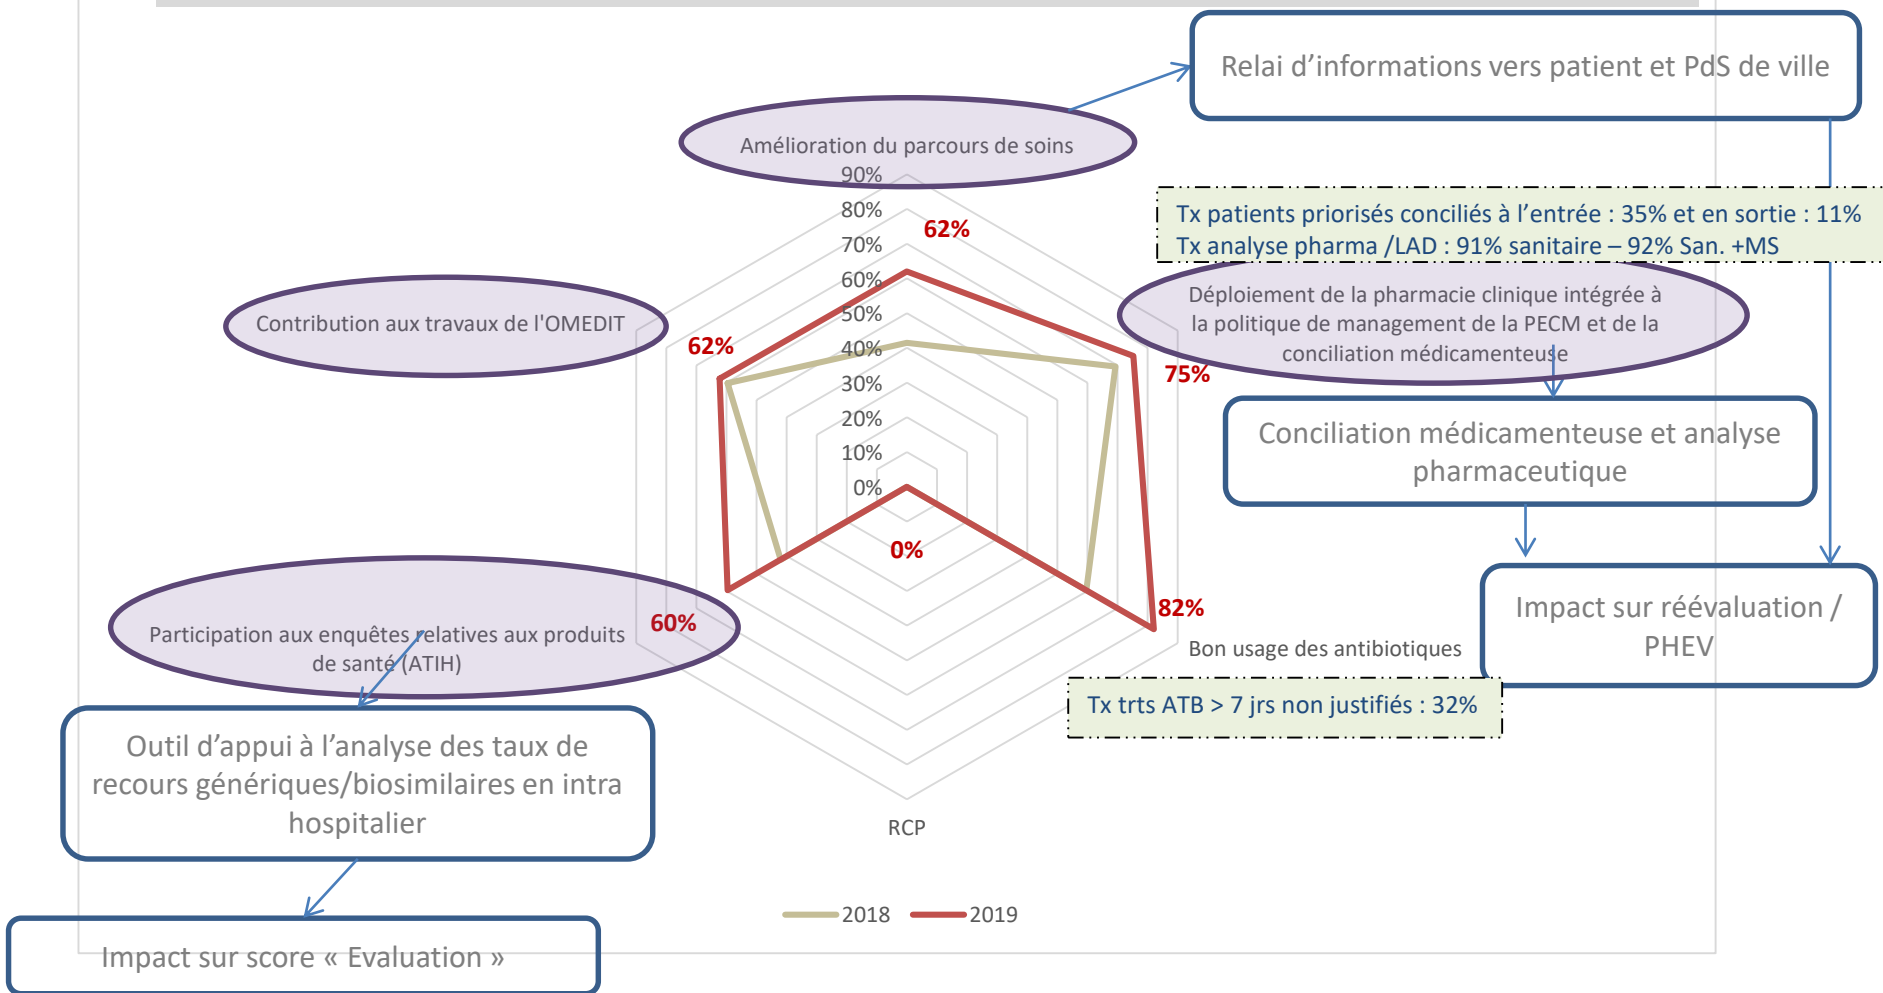 Relai d’informations vers patient et PdS de ville
Amélioration du parcours de soins
90%
80%
70%
60%
50%
40%
30%
20%
10%
0%
62%
Tx patients priorisés conciliés à l’entrée : 35% et en sortie : 11%
Tx analyse pharma /LAD : 91% sanitaire – 92% San. +MS
Déploiement de la pharmacie clinique intégrée à
la politique de management de la PECM et de la
conciliation médicamenteuse
75%
Contribution aux travaux de l'OMEDIT
62%
Conciliation médicamenteuse et analyse
pharmaceutique
0%
82%
Bon usage des antibiotiques
Impact sur réévaluation /
PHEV
60%
Participation aux enquêtes relatives aux produits
de santé (ATIH)
Tx trts ATB > 7 jrs non justifiés : 32%
Outil d’appui à l’analyse des taux de
recours génériques/biosimilaires en intra
hospitalier
RCP
2018
2019
Impact sur score « Evaluation »